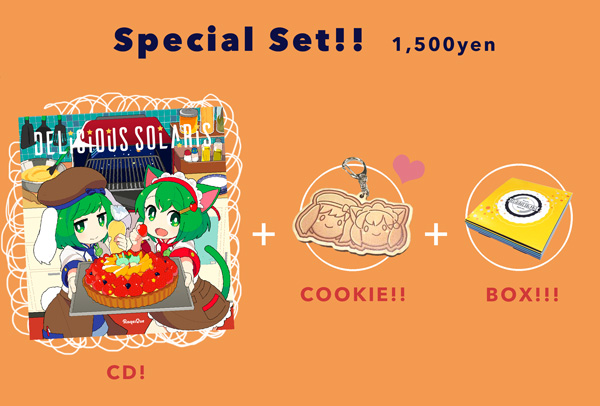 Special Set!! 1,500yen
DELICIOUS SOLARIS
COOKIE!!
BOX!!!
CD!